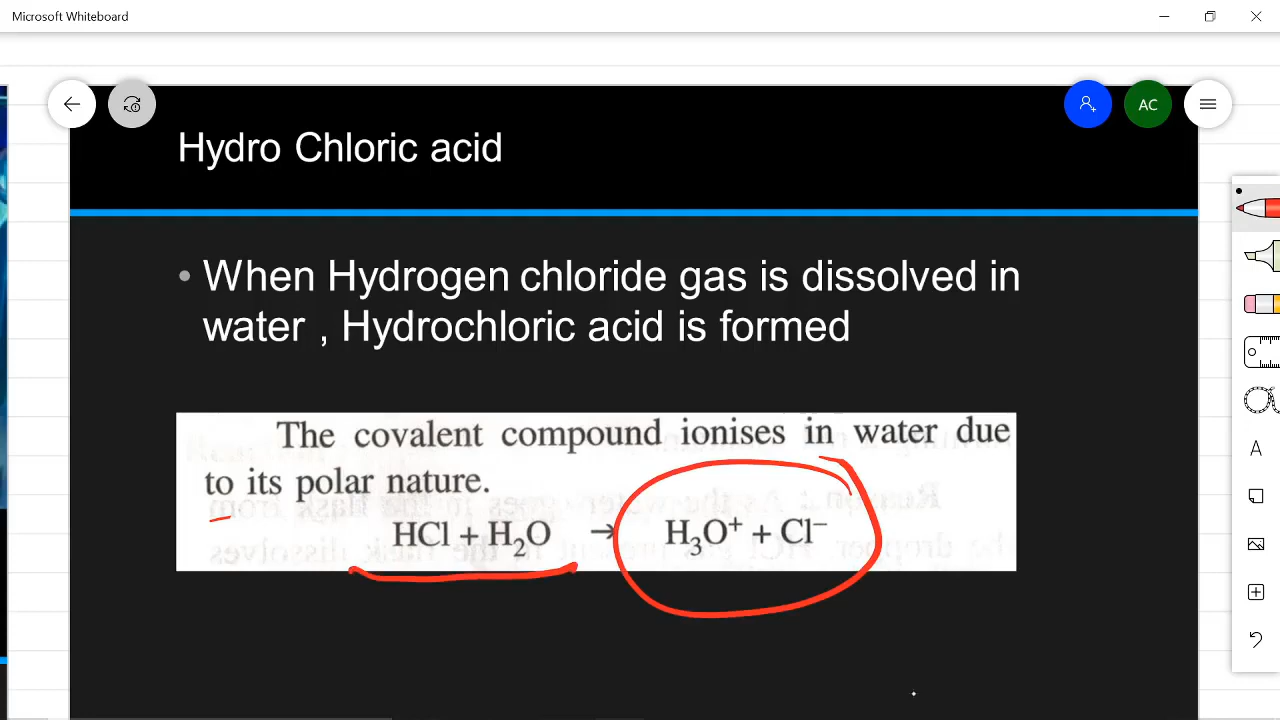 Microsoft Whiteboard
AC
Hydro Chloric acid
• When Hydrogen chloride gas is dissolved in
water , Hydrochloric acid is formed
The covalent compound ionises in water due
to its polar nature.
HCl + H₂O → H₃O⁺ + Cl⁻
A